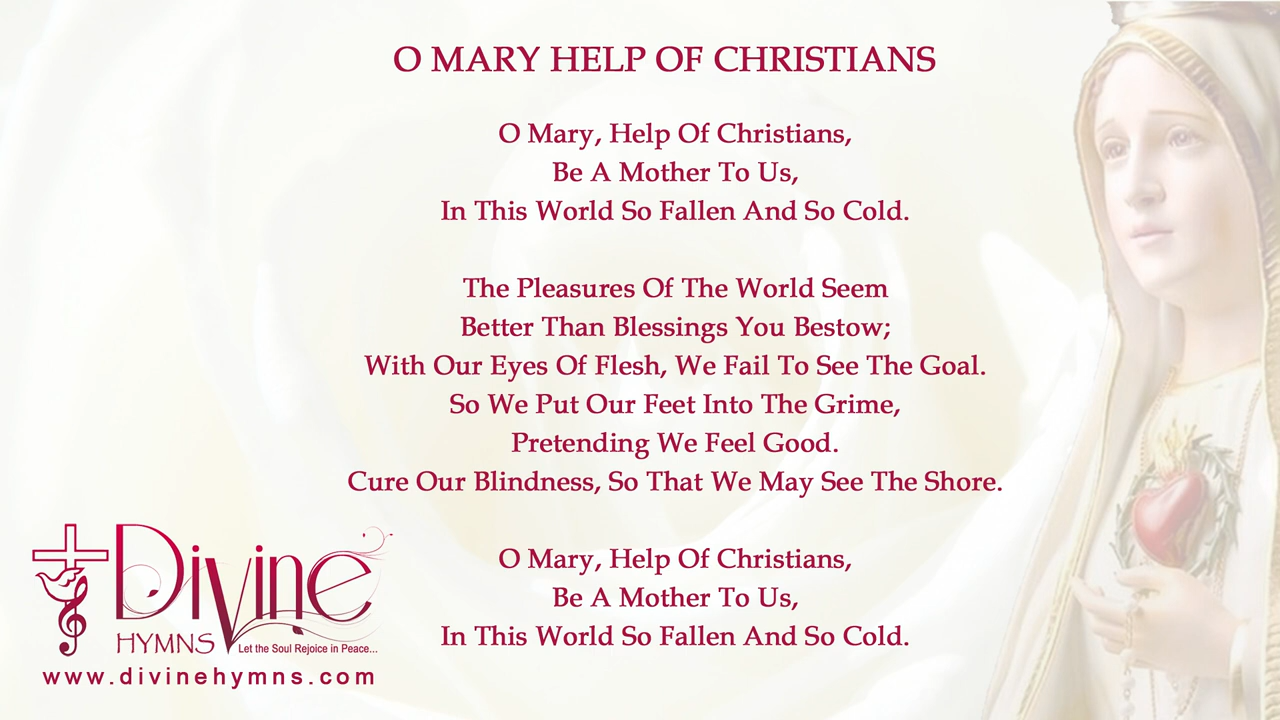 O MARY HELP OF CHRISTIANS
O Mary, Help Of Christians,
Be A Mother To Us,
In This World So Fallen And So Cold.
The Pleasures Of The World Seem
Better Than Blessings You Bestow;
With Our Eyes Of Flesh, We Fail To See The Goal.
So We Put Our Feet Into The Grime,
Pretending We Feel Good.
Cure Our Blindness, So That We May See The Shore.
O Mary, Help Of Christians,
Be A Mother To Us,
In This World So Fallen And So Cold.
Divine
HYMNS
Let the Soul Rejoice in Peace...
www.divinehymns.com